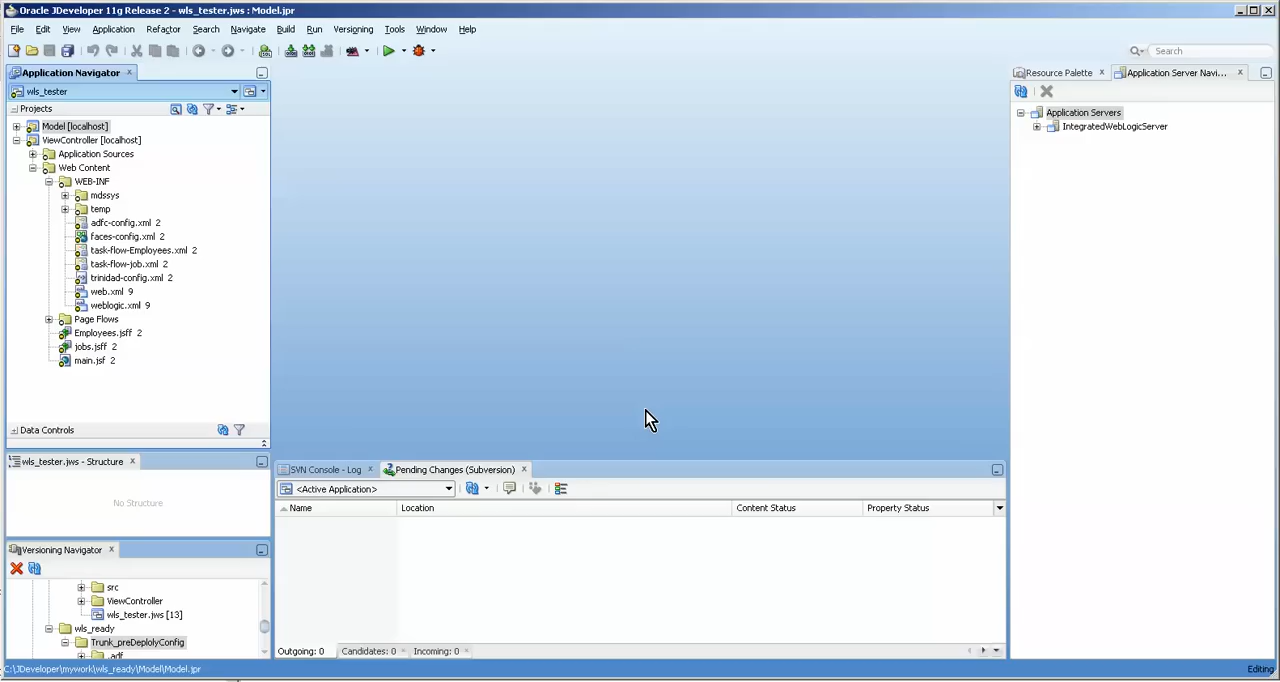 Oracle JDeveloper 11g Release 2 - wls_tester.jws : Model.jpr
File Edit View Application Refactor Search Navigate Build Run Versioning Tools Window Help
Search
Application Navigator
wls_tester
Projects
Model [localhost]
ViewController [localhost]
Application Sources
Web Content
WEB-INF
mdssys
temp
adfc-config.xml 2
faces-config.xml 2
task-flow-Employees.xml 2
task-flow-job.xml 2
trinidad-config.xml 2
web.xml 9
weblogic.xml 9
Page Flows
Employees.jsff 2
jobs.jsff 2
main.jsf 2
Data Controls
wls_tester.jws - Structure
No Structure
Versioning Navigator
src
ViewController
wls_tester.jws [13]
wls_ready
Trunk_preDeplolyConfig
.adf
SVN Console - Log
Pending Changes (Subversion)
<Active Application>
Name Location Content Status Property Status
Outgoing: 0 Candidates: 0 Incoming: 0
Resource Palette
Application Server Navi...
Application Servers
IntegratedWebLogicServer
C:\JDeveloper\mywork\wls_ready\Model\Model.jpr
Editing